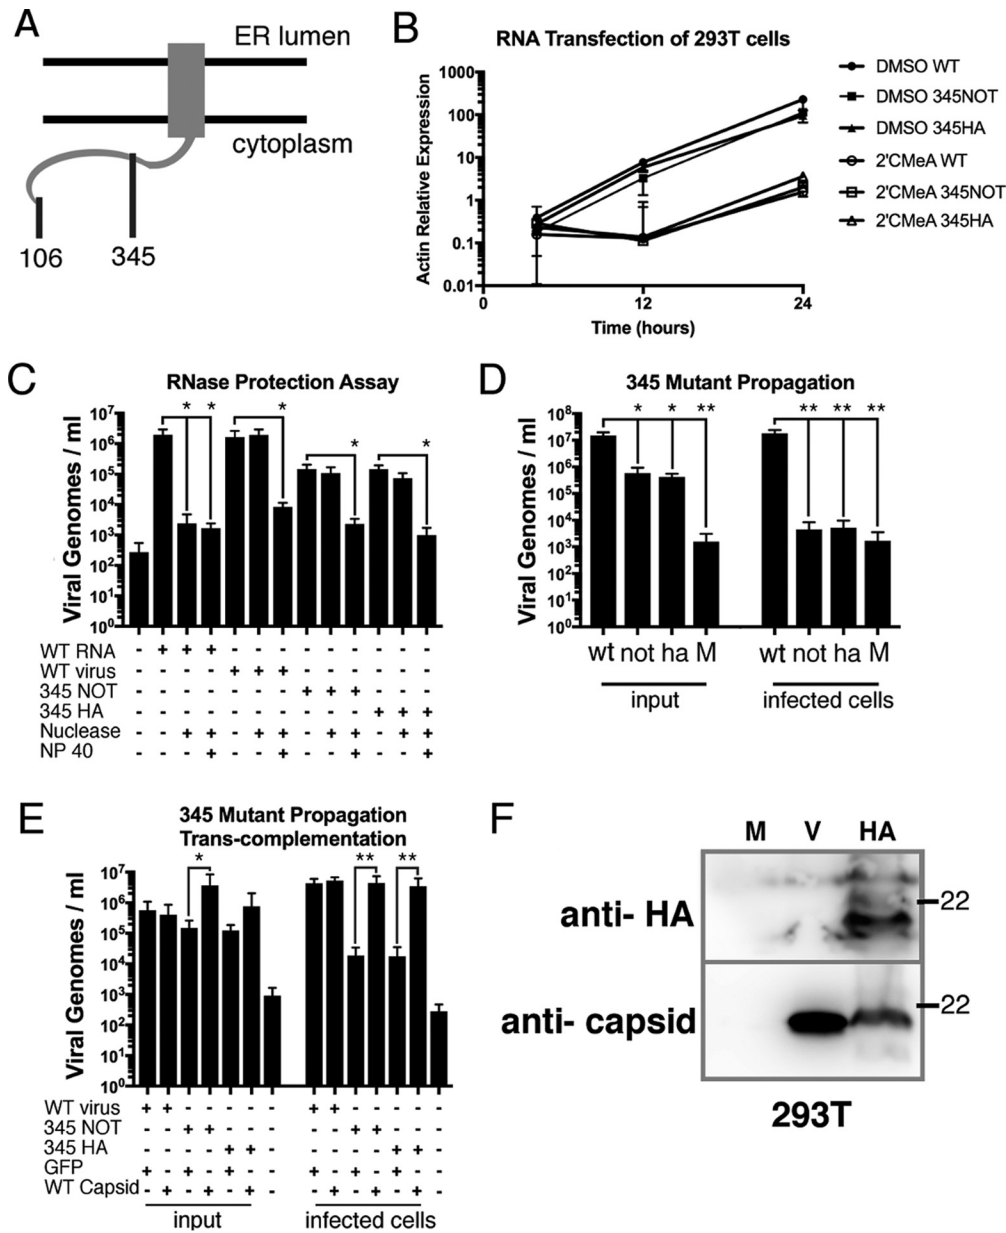 A
ER lumen
cytoplasm
106
345
B
RNA Transfection of 293T cells
Actin Relative Expression
1000
100
10
1
0.1
0.01
0
12
24
Time (hours)
DMSO WT
DMSO 345NOT
DMSO 345HA
2'CMeA WT
2'CMeA 345NOT
2'CMeA 345HA
C
RNase Protection Assay
Viral Genomes / ml
10^7
10^6
10^5
10^4
10^3
10^2
10^1
10^0
* * * * *
WT RNA - + + + - - - - - - - - -
WT virus - - - - + + + - - - - - -
345 NOT - - - - - - - + + + - - -
345 HA - - - - - - - - - - + + +
Nuclease - - + + - + + - + + - + +
NP 40 - - - + - - + - - + - - +
D
345 Mutant Propagation
Viral Genomes / ml
10^8
10^7
10^6
10^5
10^4
10^3
10^2
10^1
10^0
* * ** ** ** **
wt not ha M wt not ha M
input infected cells
E
345 Mutant Propagation
Trans-complementation
Viral Genomes / ml
10^7
10^6
10^5
10^4
10^3
10^2
10^1
10^0
* ** **
WT virus + + - - - - - + + - - - - -
345 NOT - - + + - - - - - + + - - -
345 HA - - - - + + - - - - - + + -
GFP + - + - + - - + - + - + - -
WT Capsid - + - + - + - - + - + - + -
input infected cells
F
M V HA
anti- HA
22
anti- capsid
22
293T